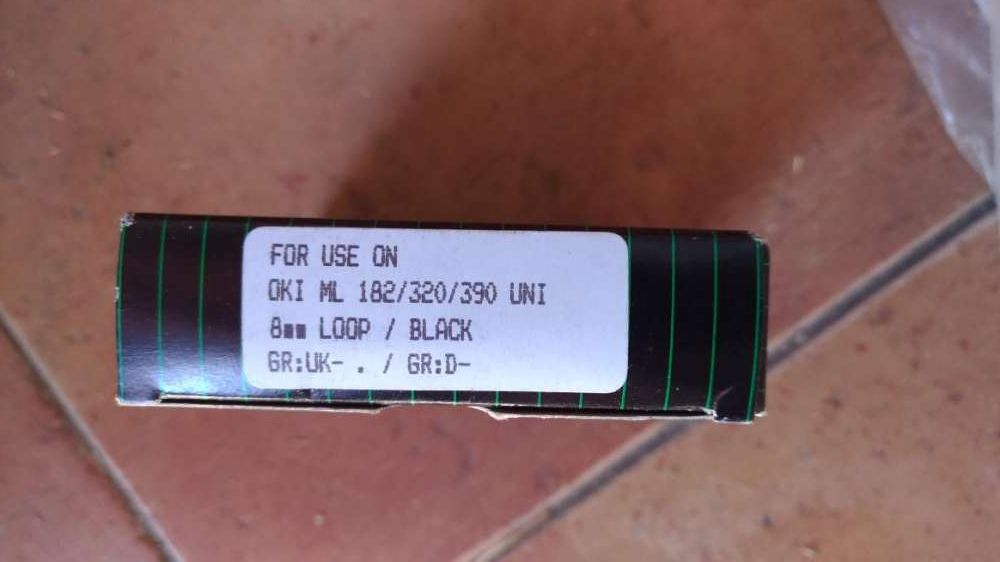 FOR USE ON
OKI ML 182/320/390 UNI
8mm LOOP / BLACK
GR:UK- . / GR:D-